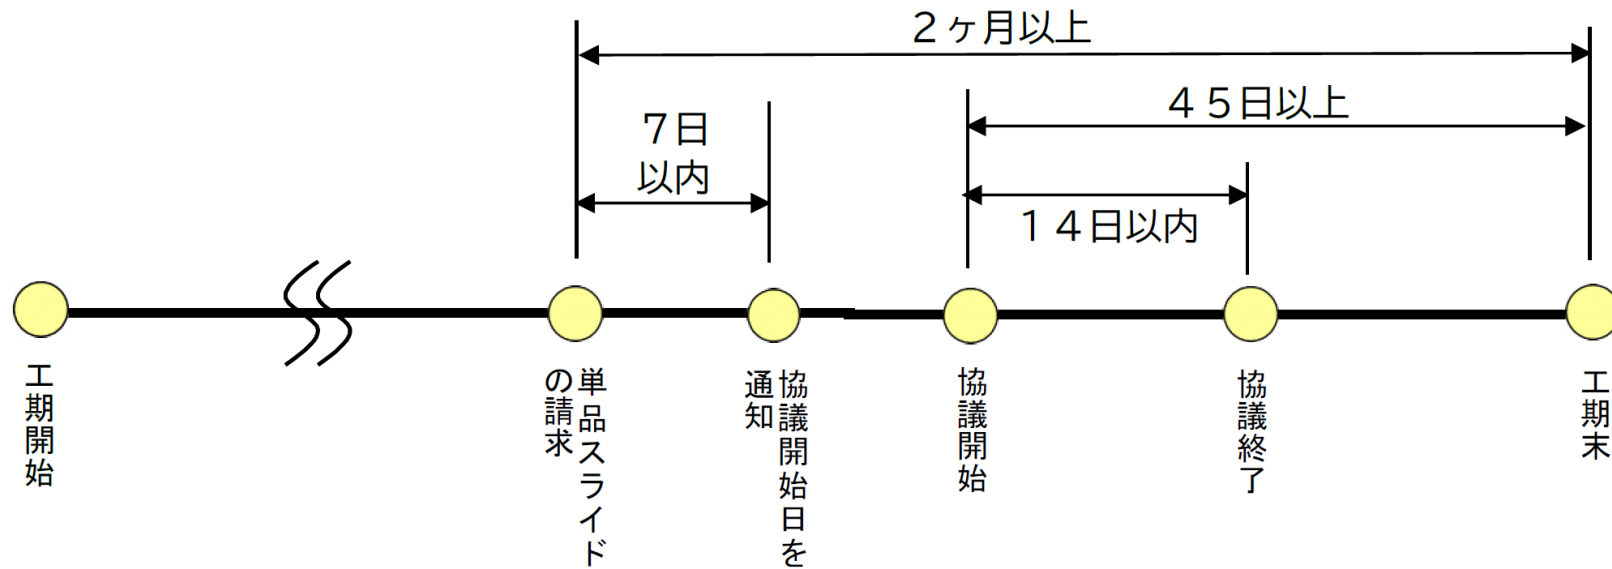 ２ヶ月以上
４５日以上
７日
以内
１４日以内
工期開始
単品スライド
の請求
協議開始日を
通知
協議開始
協議終了
工期末